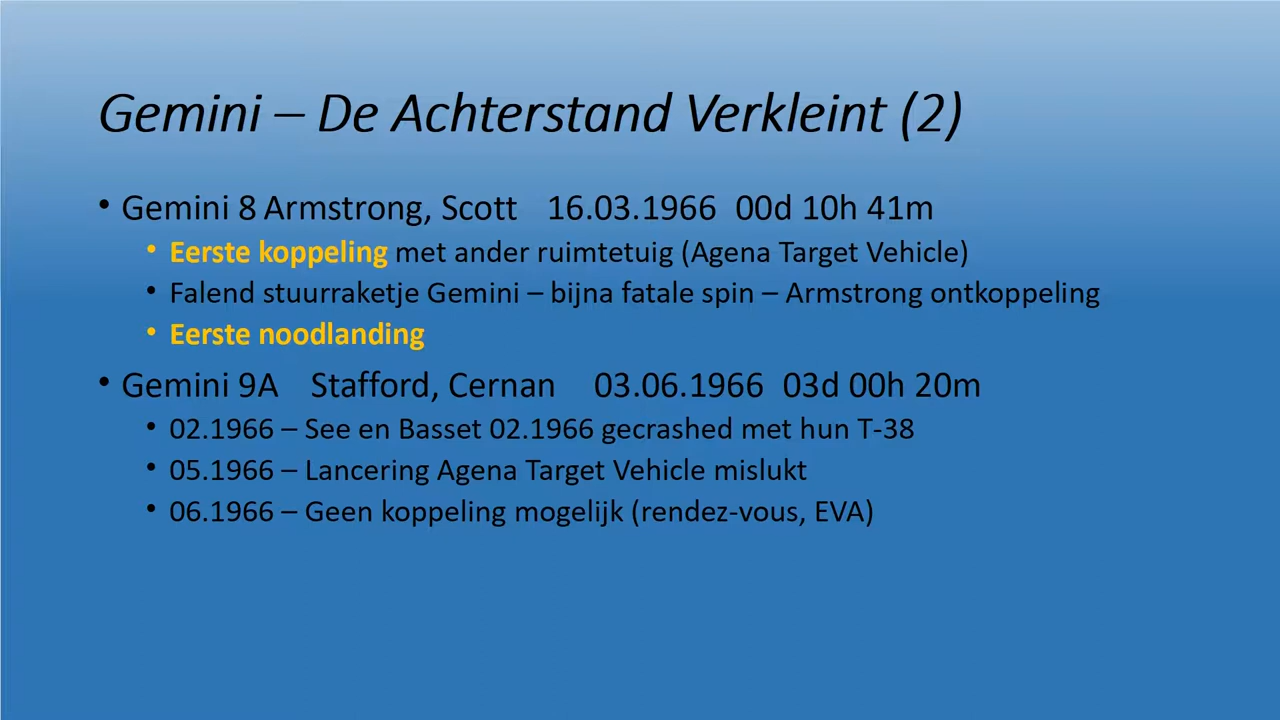 Gemini – De Achterstand Verkleint (2)
• Gemini 8 Armstrong, Scott 16.03.1966 00d 10h 41m
• Eerste koppeling met ander ruimtetuig (Agena Target Vehicle)
• Falend stuurraketje Gemini – bijna fatale spin – Armstrong ontkoppeling
• Eerste noodlanding
• Gemini 9A Stafford, Cernan 03.06.1966 03d 00h 20m
• 02.1966 – See en Basset 02.1966 gecrashed met hun T-38
• 05.1966 – Lancering Agena Target Vehicle mislukt
• 06.1966 – Geen koppeling mogelijk (rendez-vous, EVA)